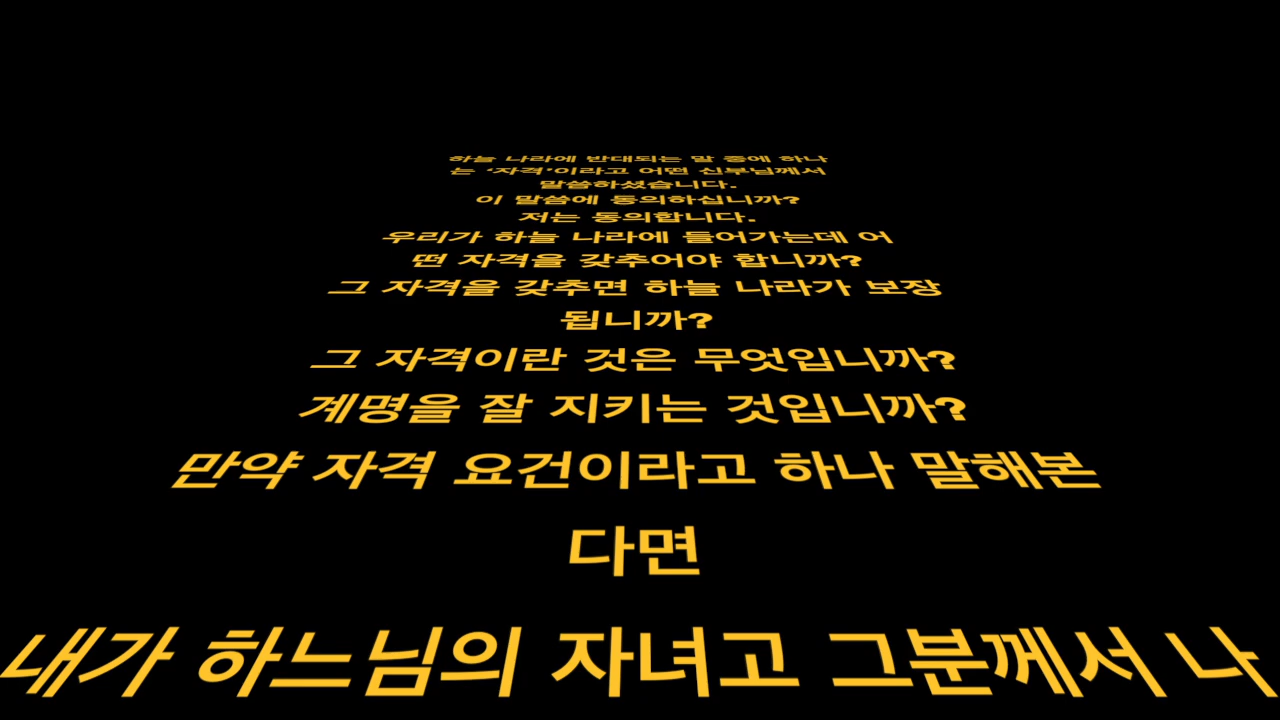 하늘 나라에 반대되는 말 중에 하나
는 ‘자격’이라고 어떤 신부님께서
말씀하셨습니다.
이 말씀에 동의하십니까?
저는 동의합니다.
우리가 하늘 나라에 들어가는데 어
떤 자격을 갖추어야 합니까?
그 자격을 갖추면 하늘 나라가 보장
됩니까?
그 자격이란 것은 무엇입니까?
계명을 잘 지키는 것입니까?
만약 자격 요건이라고 하나 말해본
다면
내가 하느님의 자녀고 그분께서 나